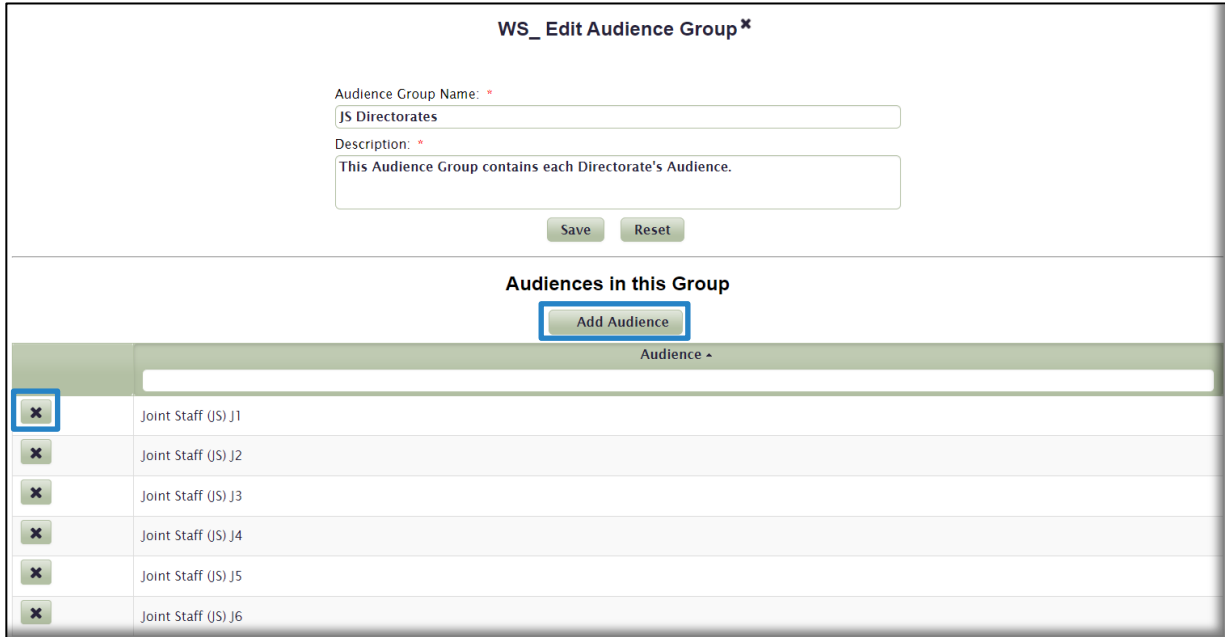 WS_ Edit Audience Group ✖
Audience Group Name: *
JS Directorates
Description: *
This Audience Group contains each Directorate's Audience.
Save Reset
Audiences in this Group
Add Audience
Audience
Joint Staff (JS) J1
Joint Staff (JS) J2
Joint Staff (JS) J3
Joint Staff (JS) J4
Joint Staff (JS) J5
Joint Staff (JS) J6